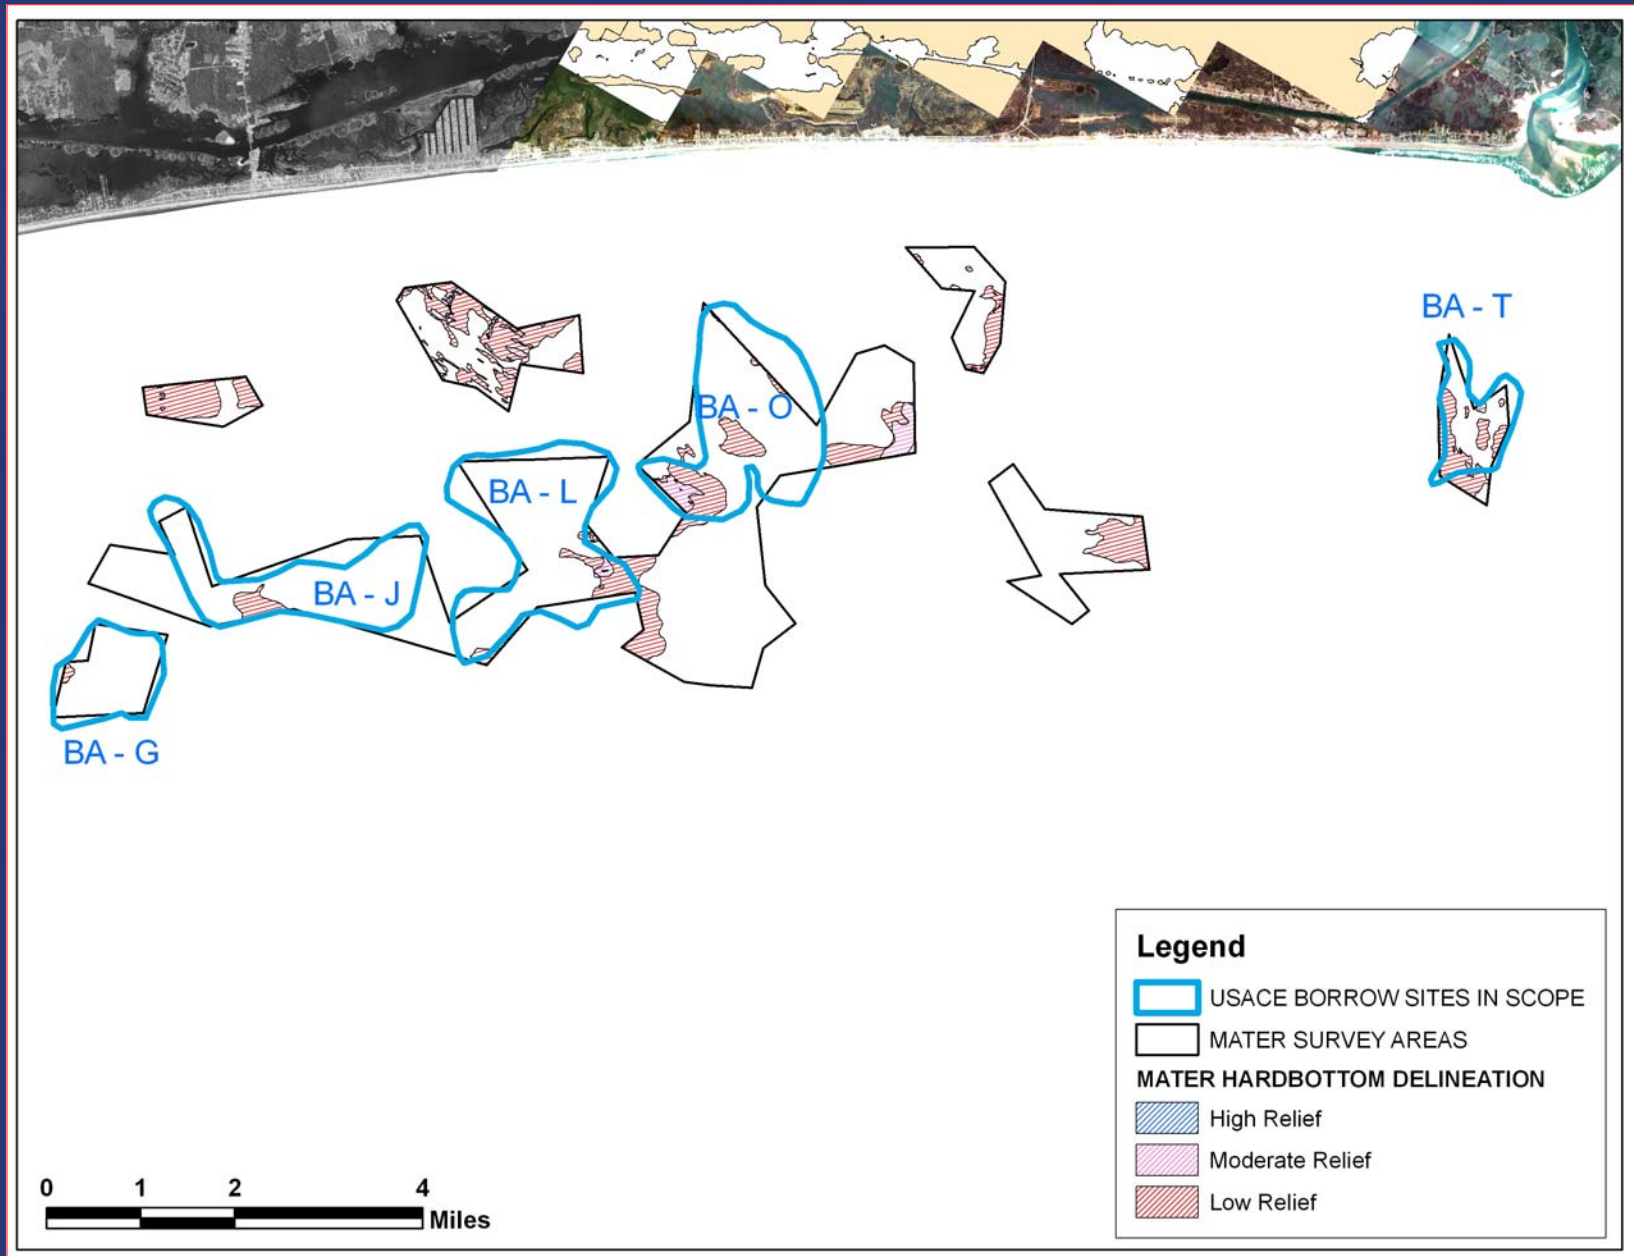 BA - T
BA - O
BA - L
BA - J
BA - G
Legend
USACE BORROW SITES IN SCOPE
MATER SURVEY AREAS
MATER HARDBOTTOM DELINEATION
High Relief
Moderate Relief
Low Relief
0 1 2 4
Miles